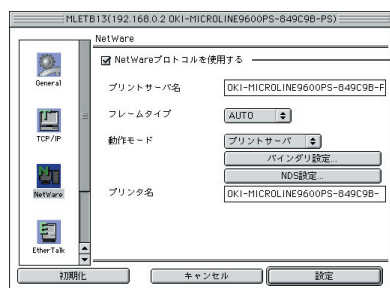 MLETB13(192.168.0.2 OKI-MICROLINE9600PS-849C9B-PS)
General
TCP/IP
NetWare
EtherTalk
NetWare
NetWareプロトコルを使用する
プリントサーバ名
OKI-MICROLINE9600PS-849C9B-P
フレームタイプ
AUTO
動作モード
プリントサーバ
バインダリ設定...
NDS設定...
プリンタ名
OKI-MICROLINE9600PS-849C9B-
初期化
キャンセル
設定